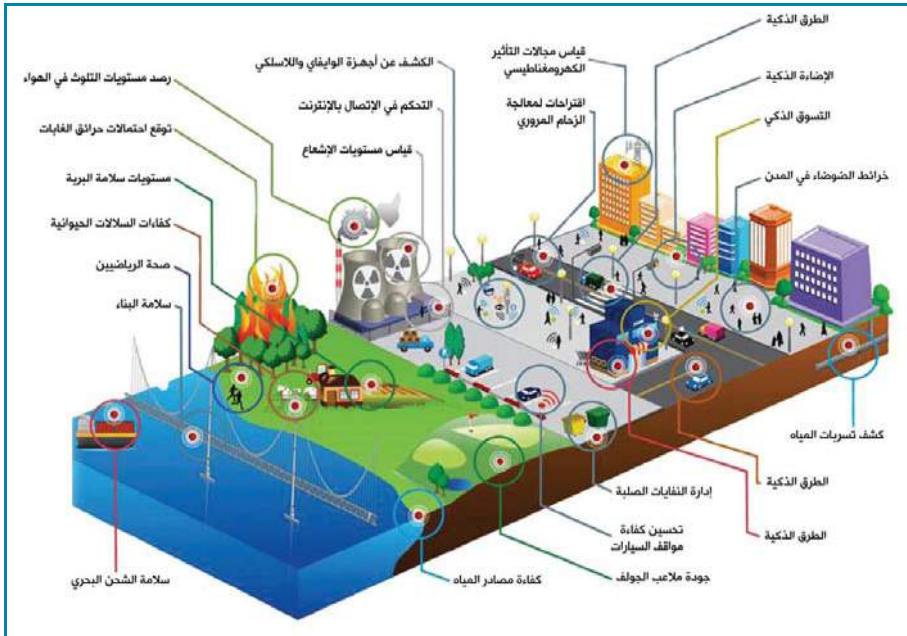 الطرق الذكية
قياس مجالات التأثير
الكهرومغناطيسي
الكشف عن أجهزة الوايفاي واللاسلكي
رصد مستويات التلوث في الهواء
الإضاءة الذكية
اقتراحات لمعالجة
الزحام المروري
التحكم في الإتصال بالإنترنت
توقع احتمالات حرائق الغابات
التسوق الذكي
قياس مستويات الإشعاع
خرائط الضوضاء في المدن
مستويات سلامة البرية
كفاءات السلالات الحيوانية
صحة الرياضيين
سلامة البناء
كشف تسربات المياه
الطرق الذكية
إدارة النفايات الصلبة
الطرق الذكية
تحسين كفاءة
مواقف السيارات
جودة ملاعب الجولف
كفاءة مصادر المياه
سلامة الشحن البحري